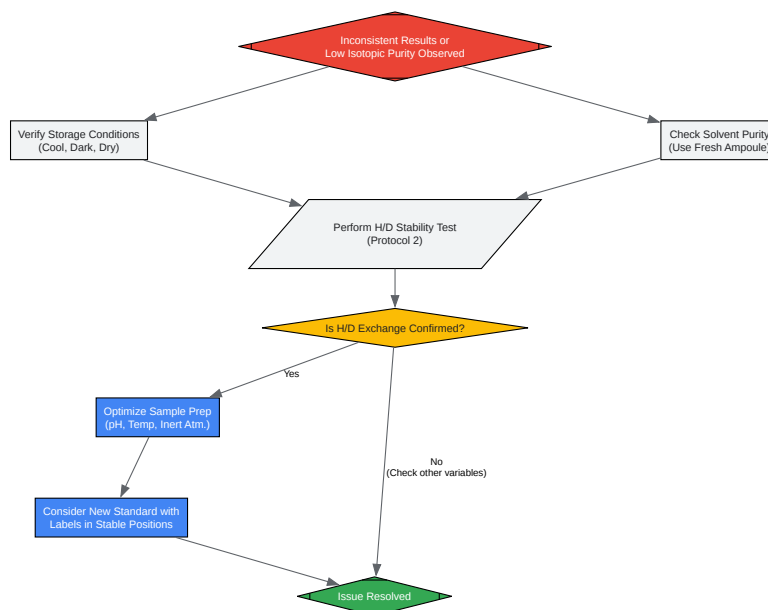 Inconsistent Results or
Low Isotopic Purity Observed
Verify Storage Conditions
(Cool, Dark, Dry)
Check Solvent Purity
(Use Fresh Ampoule)
Perform H/D Stability Test
(Protocol 2)
Is H/D Exchange Confirmed?
Yes
Optimize Sample Prep
(pH, Temp, Inert Atm.)
No
(Check other variables)
Consider New Standard with
Labels in Stable Positions
Issue Resolved